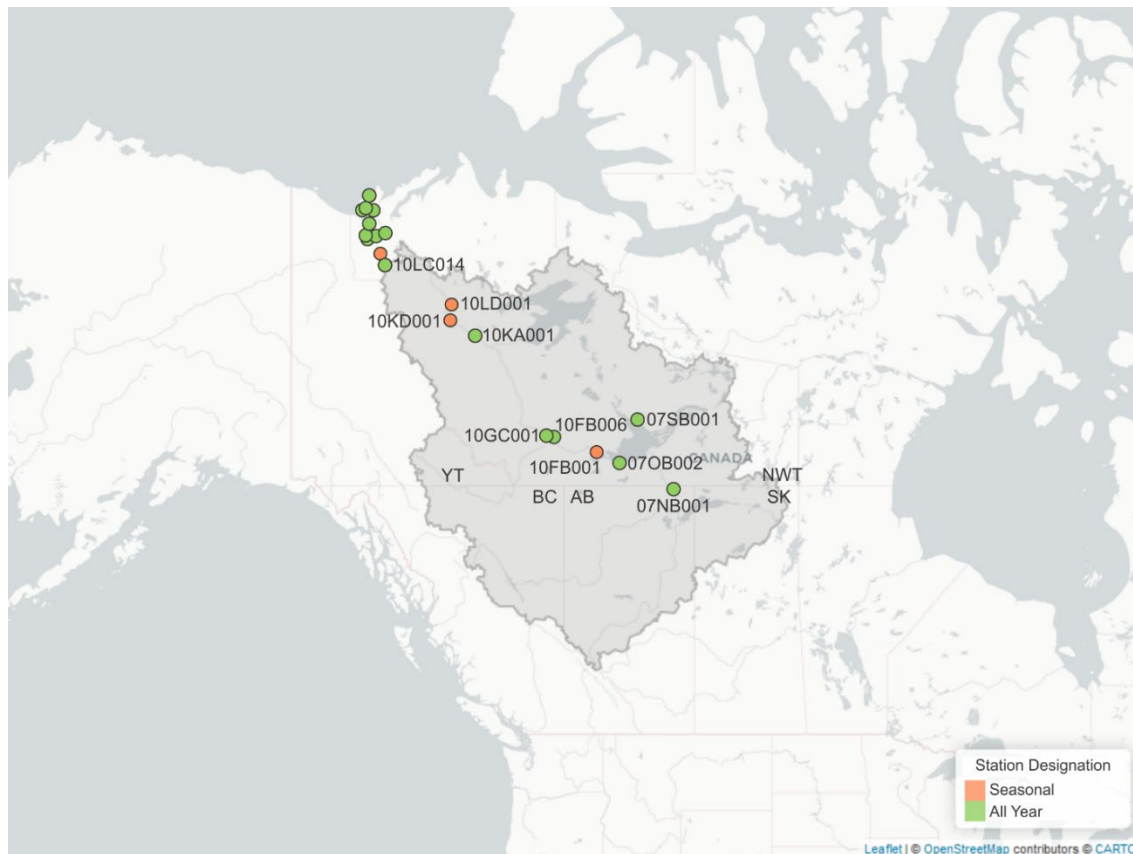 10LC014
10LD001
10KD001
10KA001
07SB001
10FB006
10GC001
10FB001
CANADA
07OB002
YT
NWT
BC AB
SK
07NB001
Station Designation
Seasonal
All Year
Leaflet | © OpenStreetMap contributors © CARTO